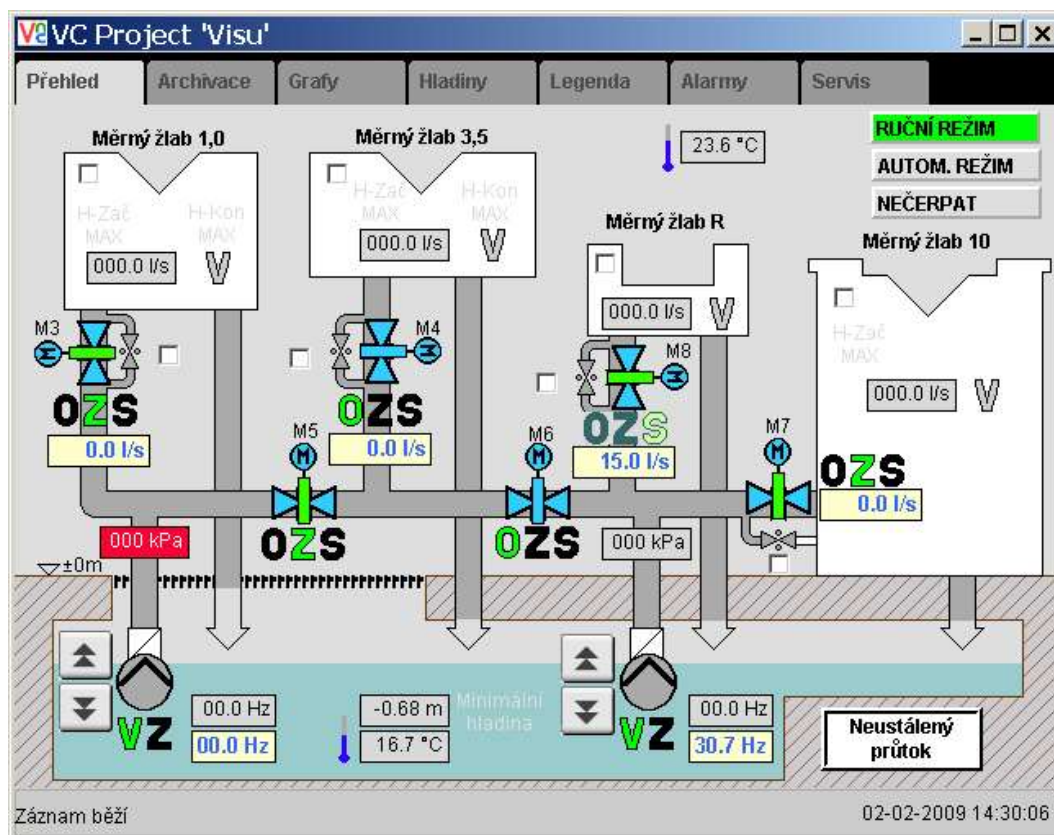 VC Project 'Visu'
Přehled Archivace Grafy Hladiny Legenda Alarmy Servis
Měrný žlab 1,0
H-Zač H-Kon
MAX MAX
000.0 l/s
Měrný žlab 3,5
H-Zač H-Kon
MAX MAX
000.0 l/s
23.6 °C
RUČNÍ REŽIM
AUTOM. REŽIM
NEČERPAT
Měrný žlab R
000.0 l/s
Měrný žlab 10
H-Zač
MAX
000.0 l/s
M3
M
OZS
0.0 l/s
M4
M
OZS
0.0 l/s
M8
M
OZS
15.0 l/s
M5
M
OZS
M6
M
OZS
M7
M
OZS
0.0 l/s
000 kPa
000 kPa
±0m
VZ
00.0 Hz
00.0 Hz
-0.68 m
16.7 °C
Minimální
hladina
VZ
00.0 Hz
30.7 Hz
Neustálený
průtok
Záznam běží
02-02-2009 14:30:06